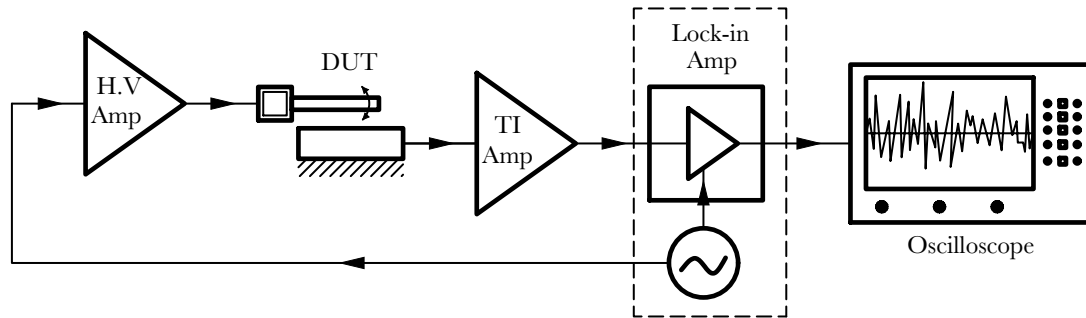 H.V
Amp
DUT
TI
Amp
Lock-in
Amp
Oscilloscope